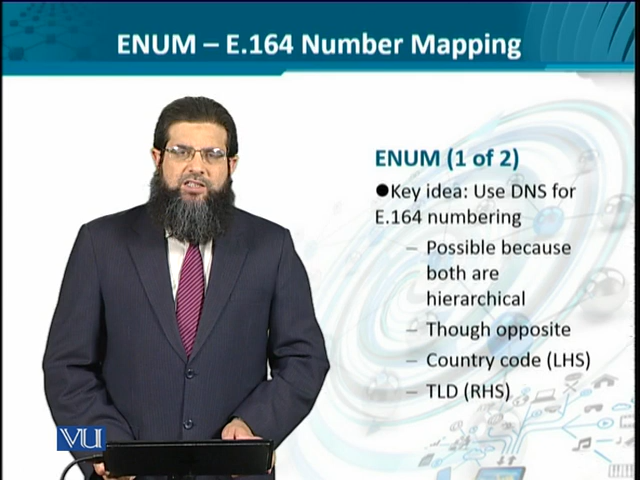 ENUM – E.164 Number Mapping
ENUM (1 of 2)
●Key idea: Use DNS for
E.164 numbering
– Possible because
both are
hierarchical
– Though opposite
– Country code (LHS)
– TLD (RHS)
VU